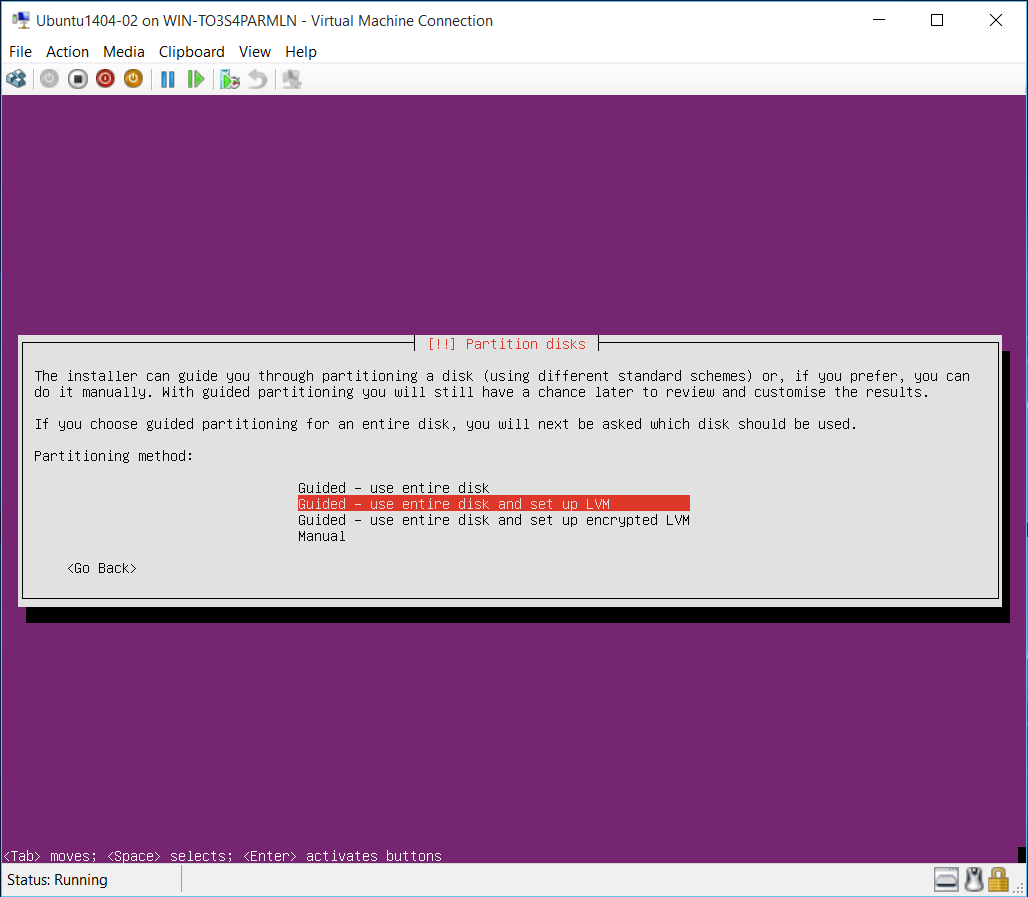 Ubuntu1404-02 on WIN-TO3S4PARMLN - Virtual Machine Connection
File Action Media Clipboard View Help
[!!] Partition disks
The installer can guide you through partitioning a disk (using different standard schemes) or, if you prefer, you can
do it manually. With guided partitioning you will still have a chance later to review and customise the results.
If you choose guided partitioning for an entire disk, you will next be asked which disk should be used.
Partitioning method:
Guided - use entire disk
Guided - use entire disk and set up LVM
Guided - use entire disk and set up encrypted LVM
Manual
<Go Back>
<Tab> moves; <Space> selects; <Enter> activates buttons
Status: Running